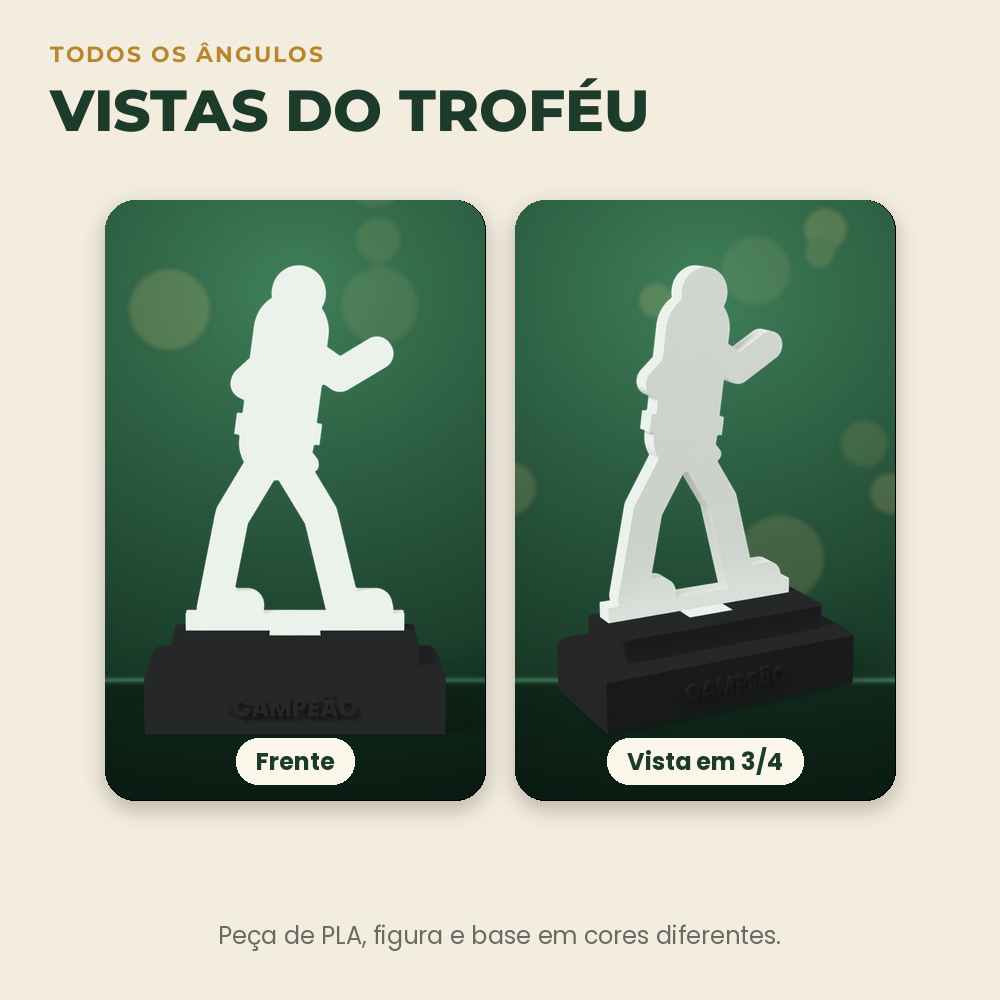 TODOS OS ÂNGULOS
VISTAS DO TROFÉU
CAMPEÃO
CAMPEÃO
Frente
Vista em 3/4
Peça de PLA, figura e base em cores diferentes.